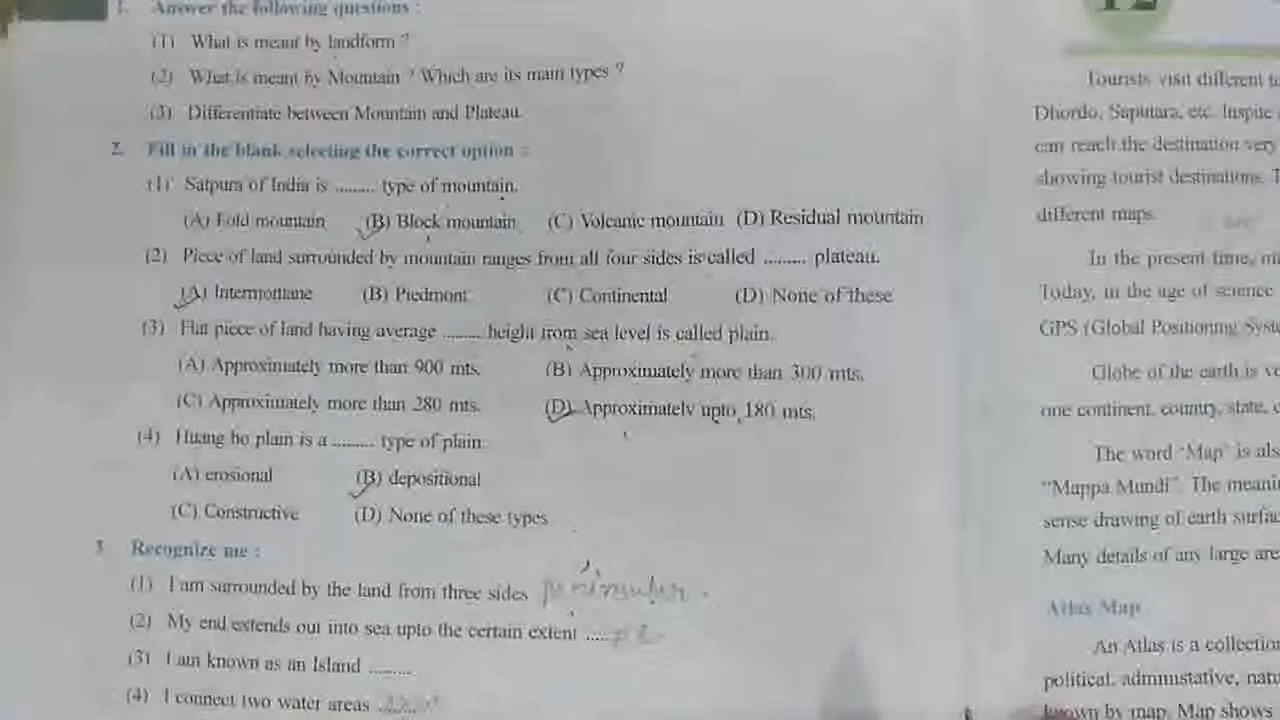 1. Answer the following questions :
(1) What is meant by landform ?
(2) What is meant by Mountain ? Which are its main types ?
(3) Differentiate between Mountain and Plateau.
2. Fill in the blank selecting the correct option :
(1) Satpura of India is ........ type of mountain.
(A) Fold mountain (B) Block mountain (C) Volcanic mountain (D) Residual mountain
(2) Piece of land surrounded by mountain ranges from all four sides is called ........ plateau.
(A) Intermontane (B) Piedmont (C) Continental (D) None of these
(3) Flat piece of land having average ........ height from sea level is called plain.
(A) Approximately more than 900 mts. (B) Approximately more than 300 mts.
(C) Approximately more than 280 mts. (D) Approximately upto 180 mts.
(4) Huang ho plain is a ........ type of plain.
(A) erosional (B) depositional
(C) Constructive (D) None of these types
3. Recognize me :
(1) I am surrounded by the land from three sides
(2) My end extends out into sea upto the certain extent ......
(3) I am known as an Island ........
(4) I connect two water areas ........
12
Tourists visit different
Dhordo, Saputara, etc. Inspite
can reach the destination very
showing tourist destinations.
different maps.
In the present time,
Today, in the age of science
GPS (Global Positioning
Globe of the earth is
one continent, country, state,
The word "Map" is
"Mappa Mundi". The
sense drawing of earth
Many details of any large
Atlas Map
An Atlas is a
political, administative,
known by map. Map shows